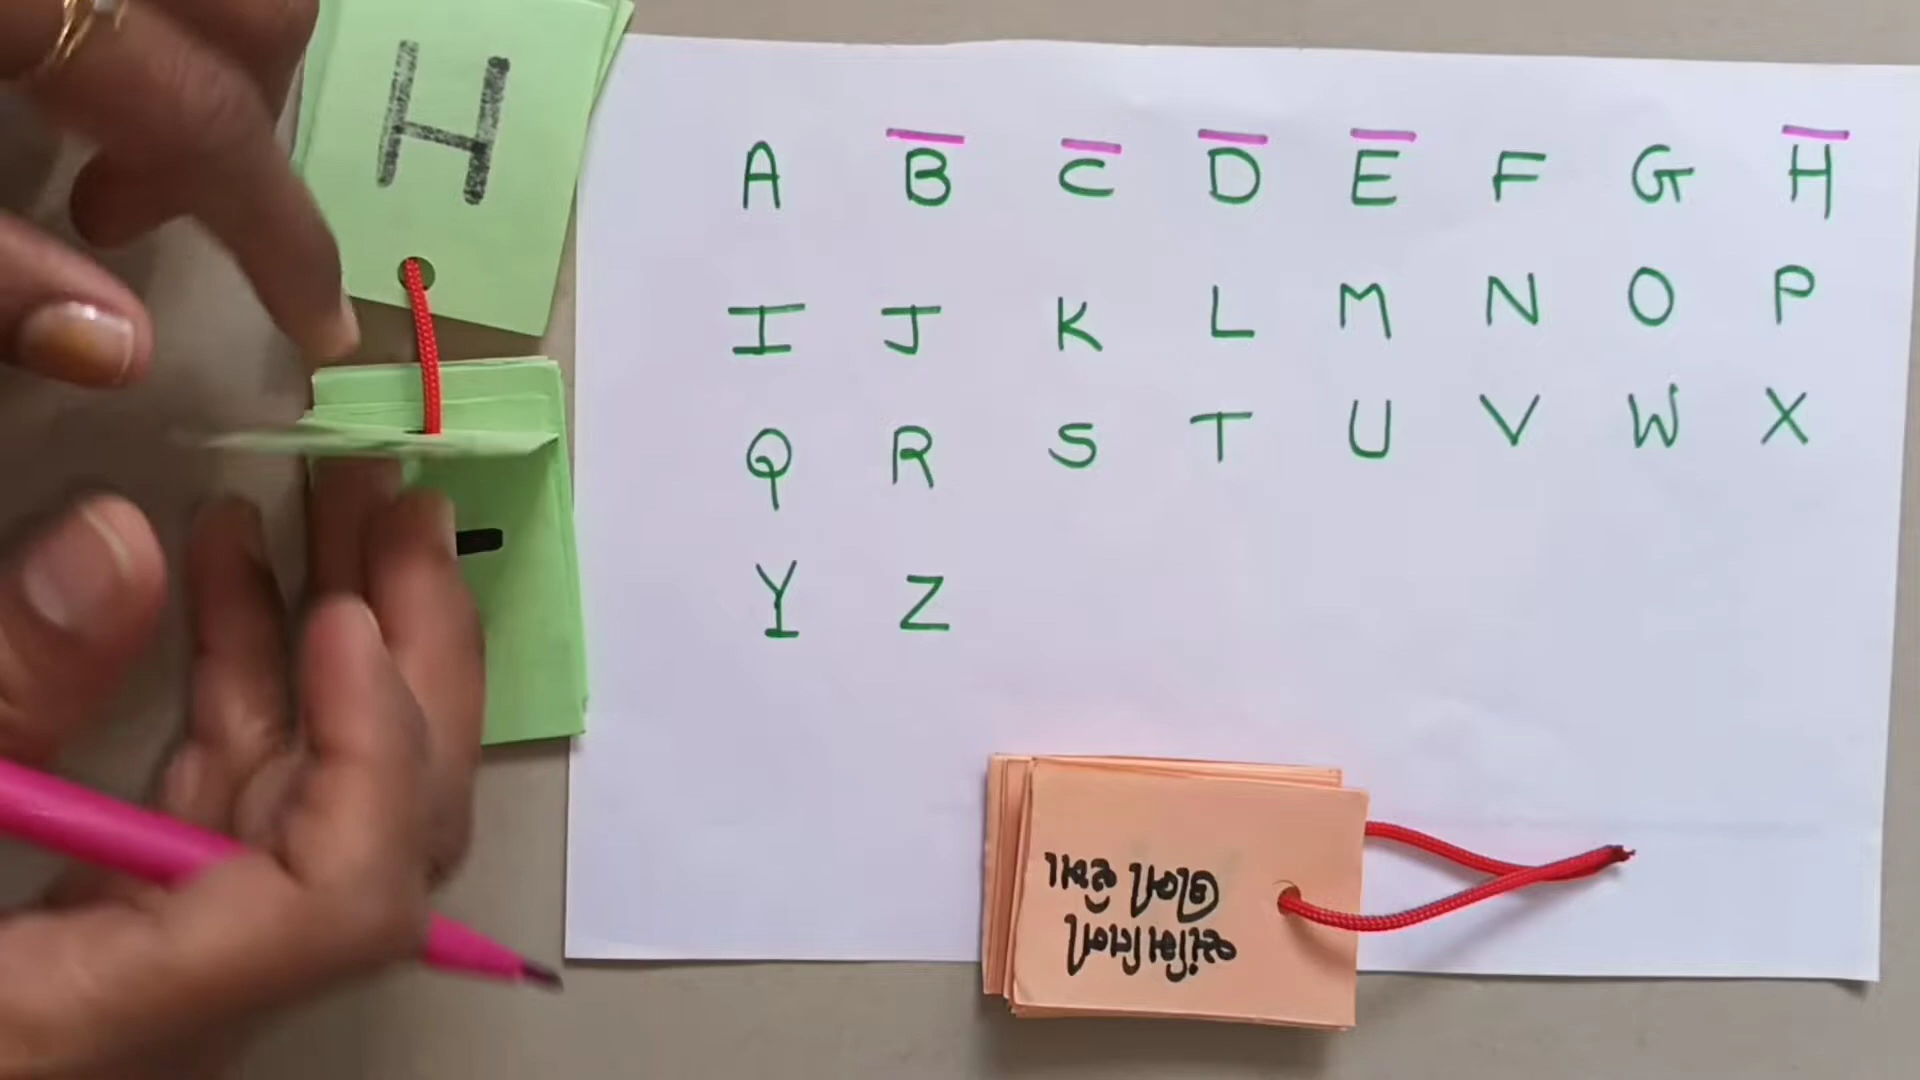 H
A B C D E F G H
I J K L M N O P
Q R S T U V W X
Y Z